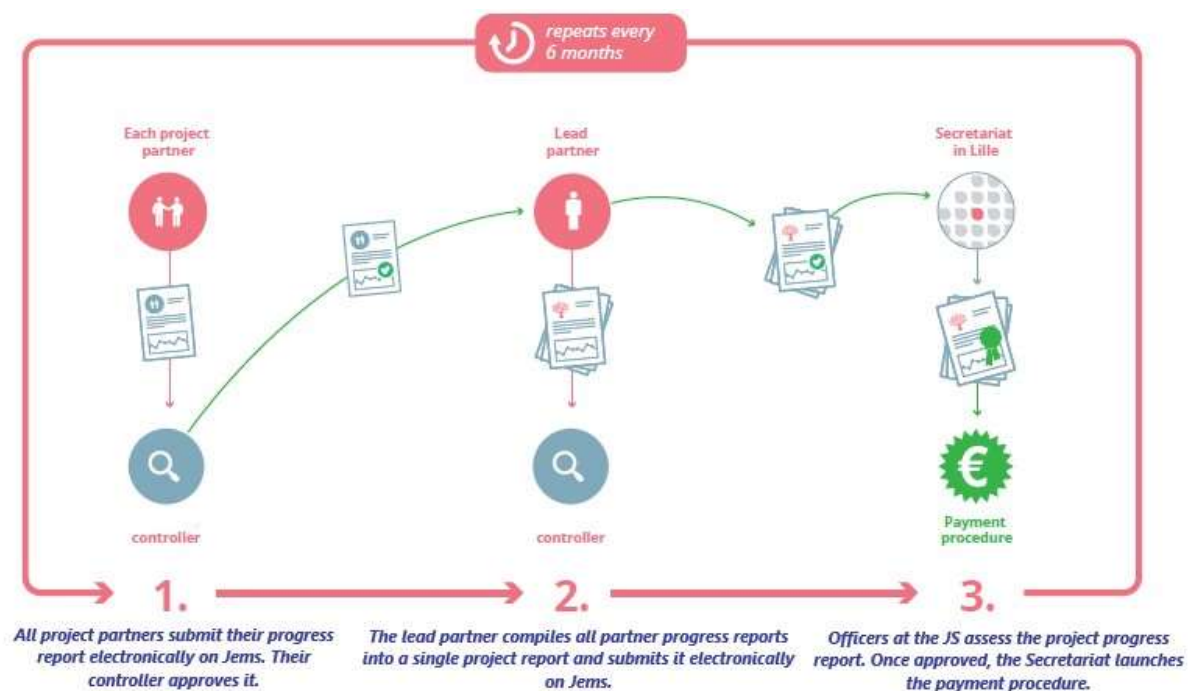 repeats every
6 months
Each project
partner
Lead
partner
Secretariat
in Lille
€
controller
controller
Payment
procedure
1.
2.
3.
All project partners submit their progress
report electronically on Jems. Their
controller approves it.
The lead partner compiles all partner progress reports
into a single project report and submits it electronically
on Jems.
Officers at the JS assess the project progress
report. Once approved, the Secretariat launches
the payment procedure.